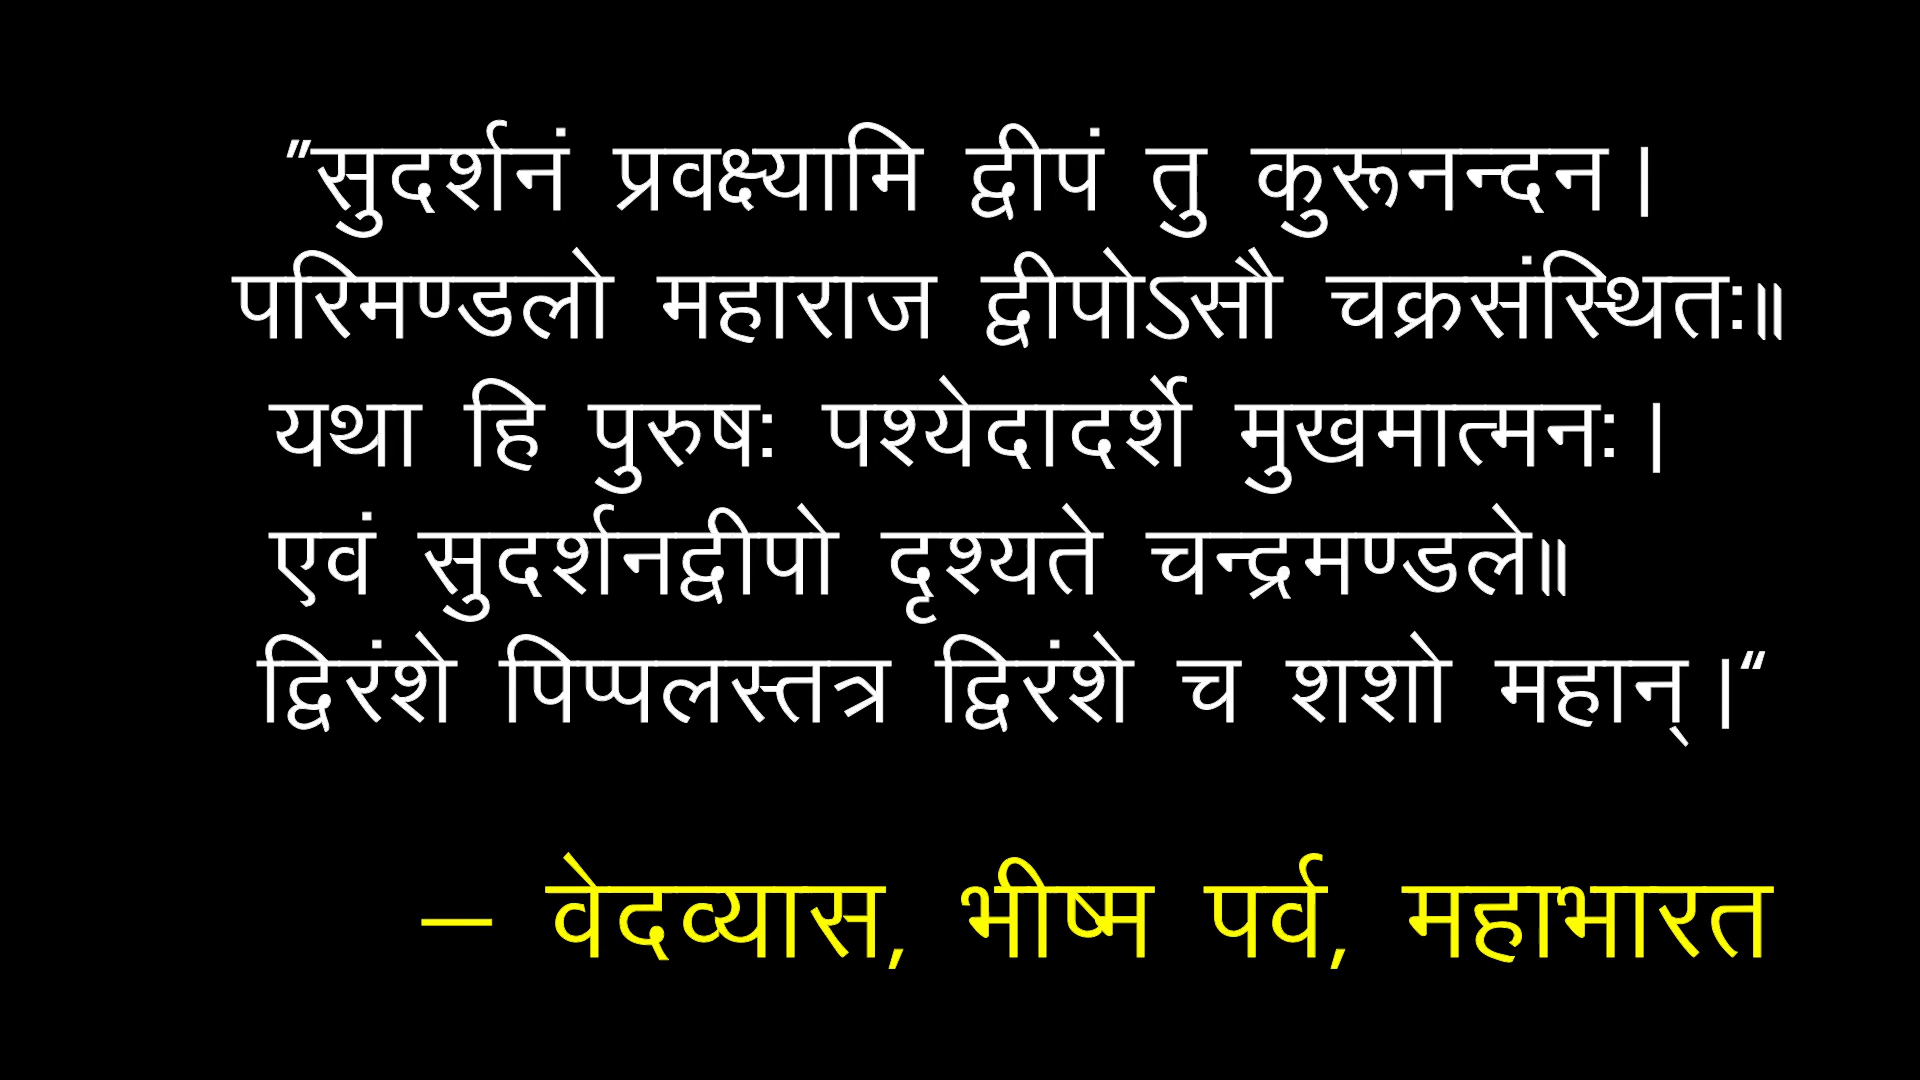 "सुदर्शनं प्रवक्ष्यामि द्वीपं तु कुरूनन्दन।
परिमण्डलो महाराज द्वीपोऽसौ चक्रसंस्थितः॥
यथा हि पुरुषः पश्येदादर्शे मुखमात्मनः।
एवं सुदर्शनद्वीपो दृश्यते चन्द्रमण्डले॥
द्विरंशे पिप्पलस्तत्र द्विरंशे च शशो महान्।“
— वेदव्यास, भीष्म पर्व, महाभारत